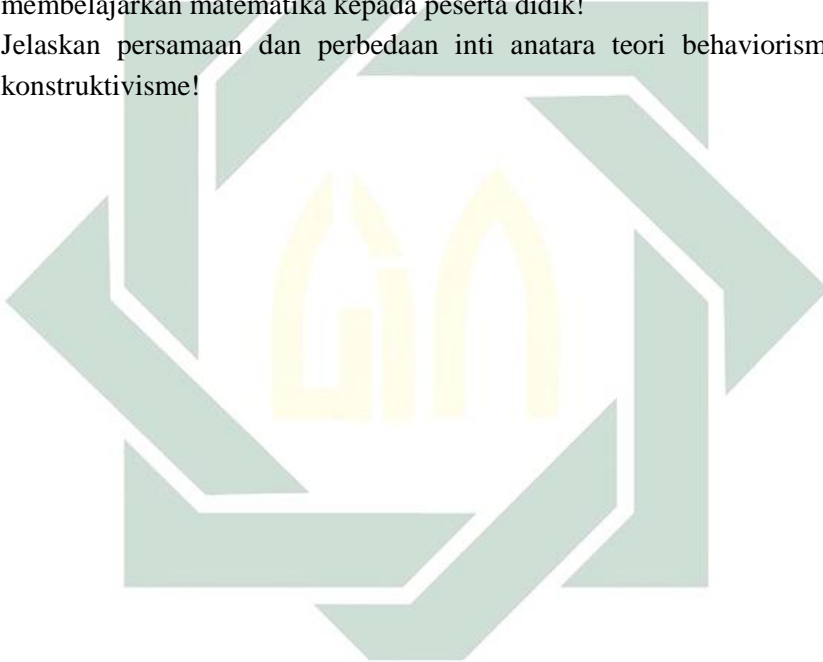 membelajarkan matematika kepada peserta didik!
Jelaskan persamaan dan perbedaan inti anatara teori behaviorism
konstruktivisme!